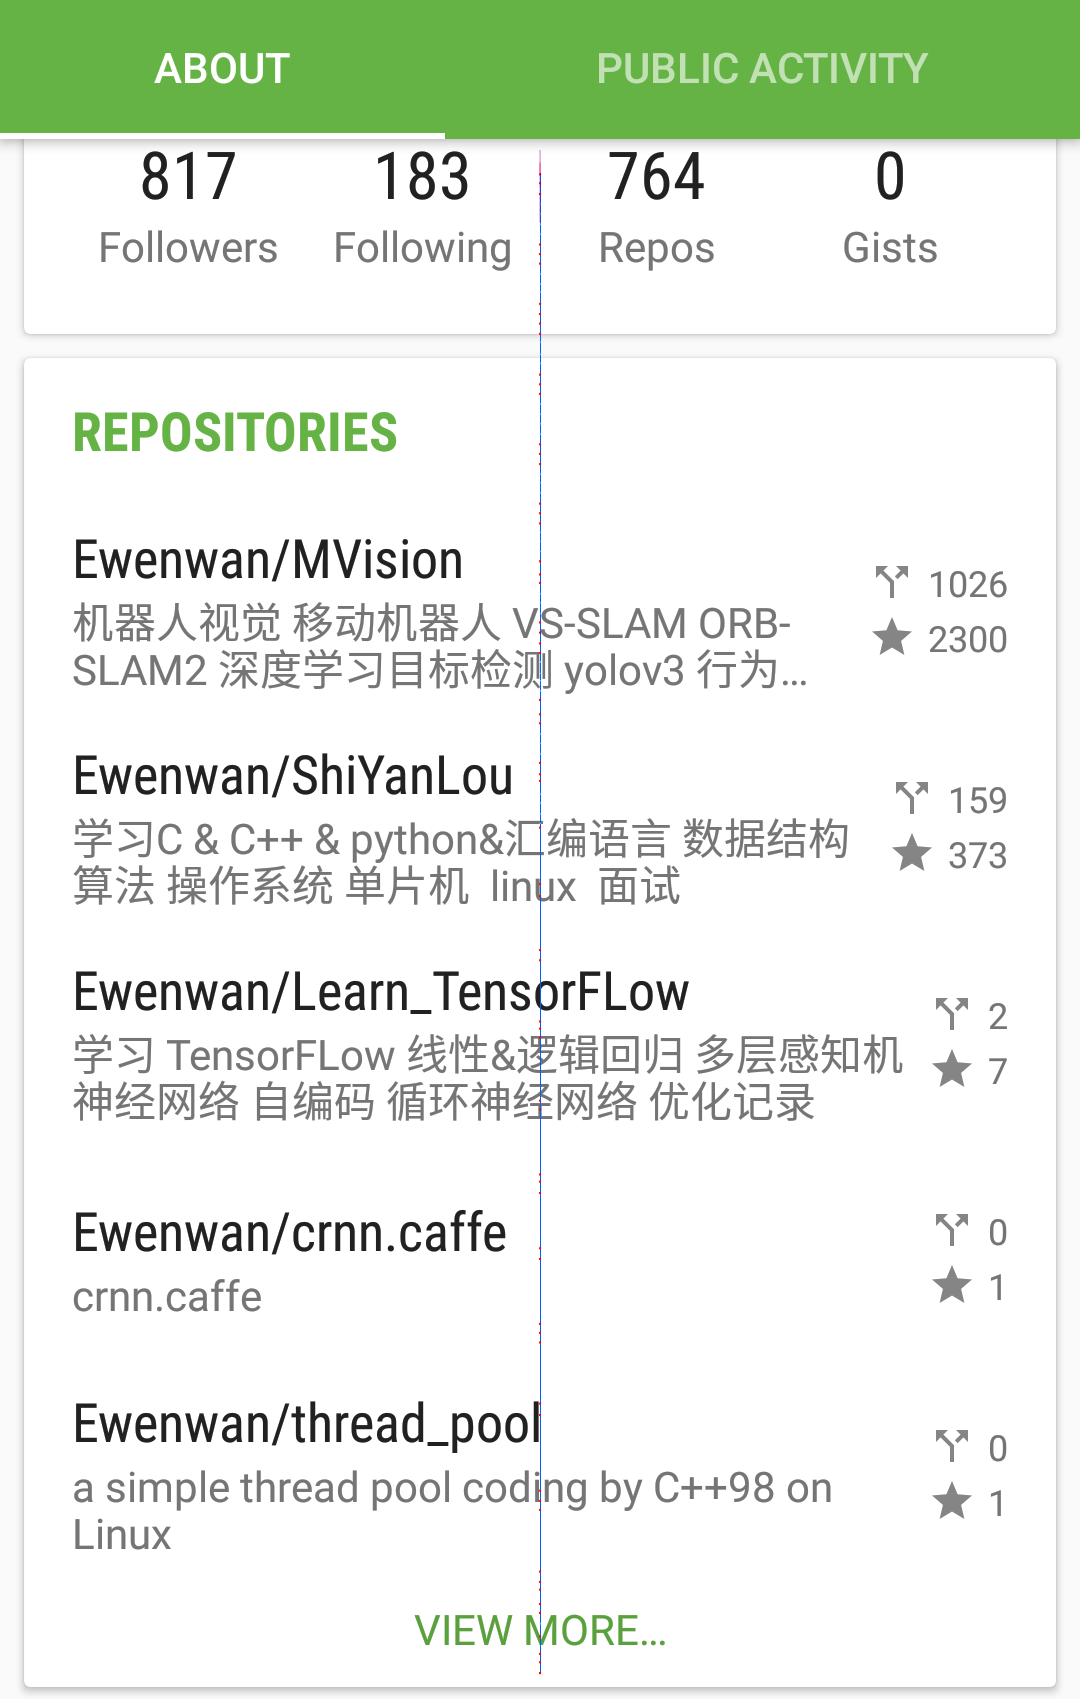 ABOUT PUBLIC ACTIVITY
817 183 764 0
Followers Following Repos Gists
REPOSITORIES
Ewenwan/MVision
1026
机器人视觉 移动机器人 VS-SLAM ORB-
2300
SLAM2 深度学习目标检测 yolov3 行为...
Ewenwan/ShiYanLou
159
学习C & C++ & python&汇编语言 数据结构
373
算法 操作系统 单片机  linux  面试
Ewenwan/Learn_TensorFLow
2
学习 TensorFLow 线性&逻辑回归 多层感知机
7
神经网络 自编码 循环神经网络 优化记录
Ewenwan/crnn.caffe
0
crnn.caffe
1
Ewenwan/thread_pool
0
a simple thread pool coding by C++98 on
1
Linux
VIEW MORE...